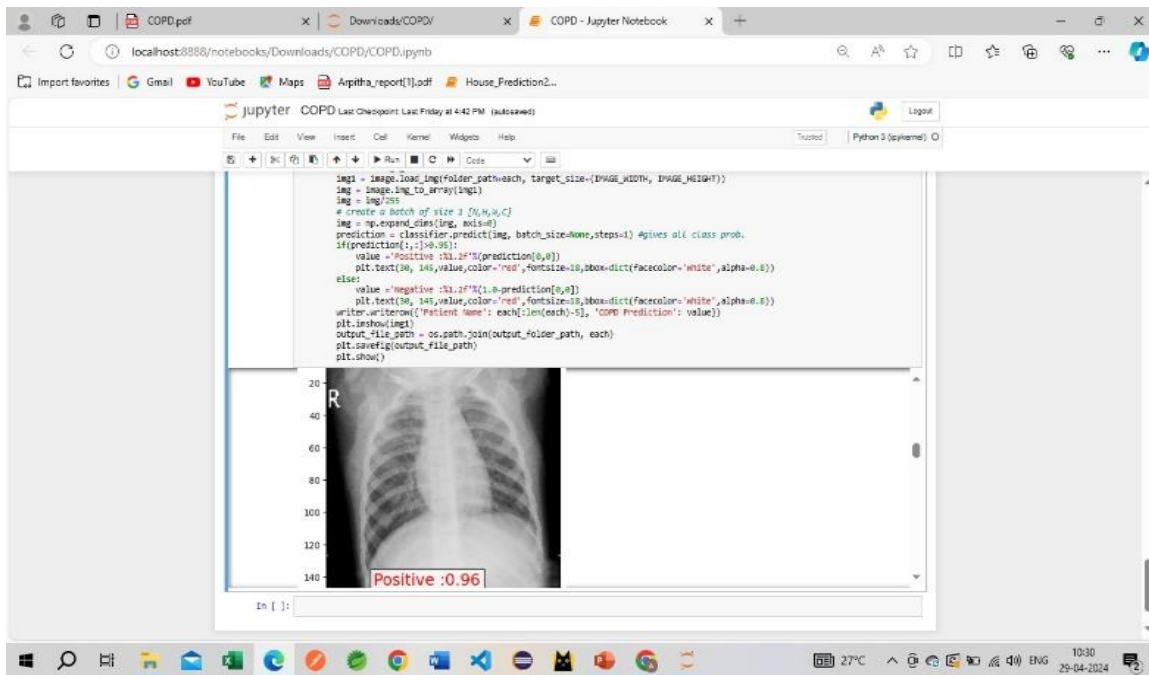 COPD.pdf
Downloads/COPD/
COPD - Jupyter Notebook
localhost:8888/notebooks/Downloads/COPD/COPD.ipynb
Import favorites
Gmail
YouTube
Maps
Arpitha_report[1].pdf
House_Prediction2...
jupyter COPD Last Checkpoint: Last Friday at 4:42 PM (autosaved)
Logout
File Edit View Insert Cell Kernel Widgets Help
Trusted
Python 3 (ipykernel)
Run
Code
img1 = image.load_img(folder_path+each, target_size=(IMAGE_WIDTH, IMAGE_HEIGHT))
img = image.img_to_array(img1)
img = img/255
# create a batch of size 1 [N,H,W,C]
img = np.expand_dims(img, axis=0)
prediction = classifier.predict(img, batch_size=None,steps=1) #gives all class prob.
if(prediction[:,:]>0.95):
value ='Positive :%1.2f'%(prediction[0,0])
plt.text(30, 145,value,color='red',fontsize=18,bbox=dict(facecolor='white',alpha=0.8))
else:
value ='Negative :%1.2f'%(1.0-prediction[0,0])
plt.text(30, 145,value,color='red',fontsize=18,bbox=dict(facecolor='white',alpha=0.8))
writer.writerow({'Patient Name': each[:len(each)-5], 'COPD Prediction': value})
plt.imshow(img1)
output_file_path = os.path.join(output_folder_path, each)
plt.savefig(output_file_path)
plt.show()
20
R
40
60
80
100
120
140
Positive :0.96
In [ ]:
27°C
ENG
10:30
29-04-2024